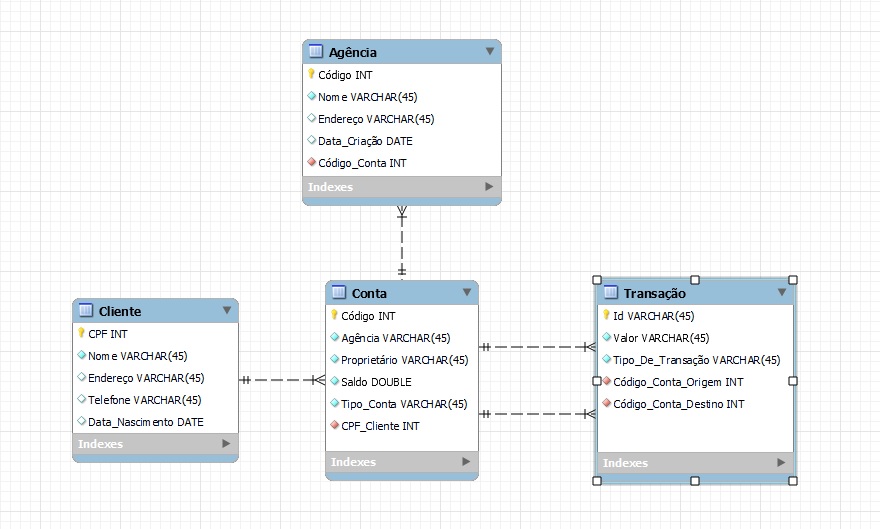 Agência
Código INT
Nome VARCHAR(45)
Endereço VARCHAR(45)
Data_Criação DATE
Código_Conta INT
Indexes
Cliente
CPF INT
Nome VARCHAR(45)
Endereço VARCHAR(45)
Telefone VARCHAR(45)
Data_Nascimento DATE
Indexes
Conta
Código INT
Agência VARCHAR(45)
Proprietário VARCHAR(45)
Saldo DOUBLE
Tipo_Conta VARCHAR(45)
CPF_Cliente INT
Indexes
Transação
Id VARCHAR(45)
Valor VARCHAR(45)
Tipo_De_Transação VARCHAR(45)
Código_Conta_Origem INT
Código_Conta_Destino INT
Indexes